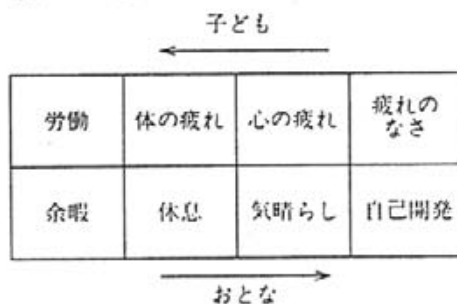 子ども
労働 体の疲れ 心の疲れ 疲れの
なさ
余暇 休息 気晴らし 自己開発
おとな